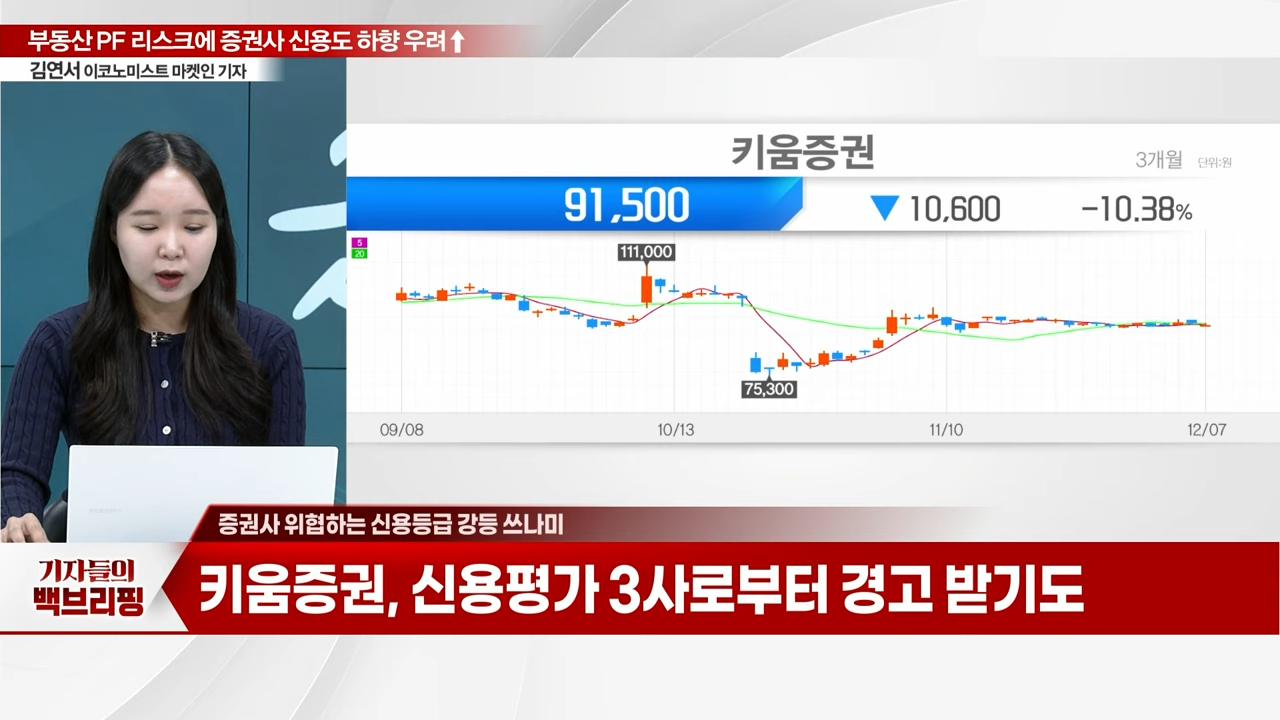 부동산 PF 리스크에 증권사 신용도 하향 우려⬆
김연서 이코노미스트 마켓인 기자
키움증권
3개월 단위:원
91,500 ▼ 10,600 -10.38%
5
20
111,000
75,300
09/08 10/13 11/10 12/07
증권사 위협하는 신용등급 강등 쓰나미
기자들의
백브리핑
키움증권, 신용평가 3사로부터 경고 받기도